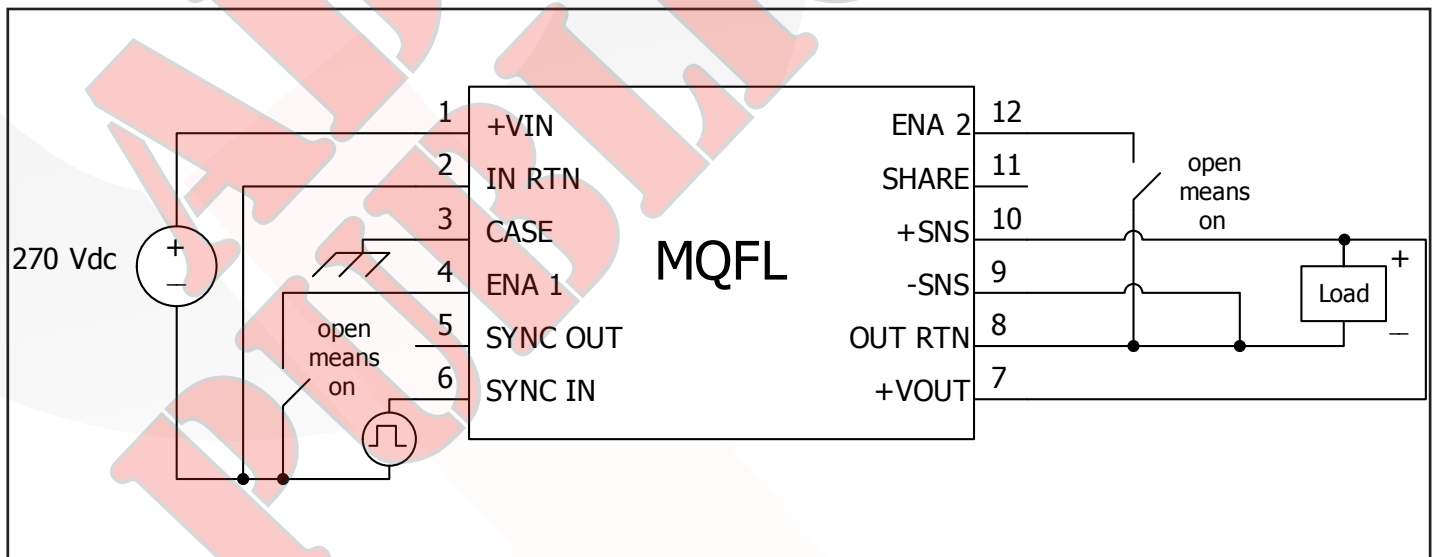 270 Vdc
+
—
1
2
3
4
5
6
+VIN
IN RTN
CASE
ENA 1
SYNC OUT
SYNC IN
open
means
on
MQFL
ENA 2
SHARE
+SNS
-SNS
OUT RTN
+VOUT
12
11
10
9
8
7
open
means
on
Load
+
—